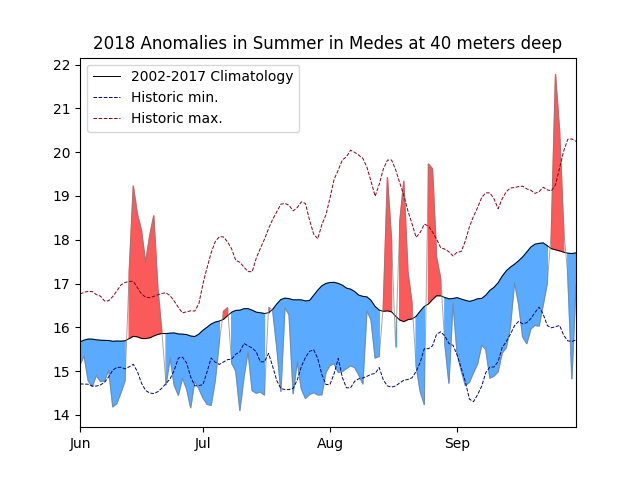 2018 Anomalies in Summer in Medes at 40 meters deep
2002-2017 Climatology
Historic min.
Historic max.
22
21
20
19
18
17
16
15
14
Jun Jul Aug Sep